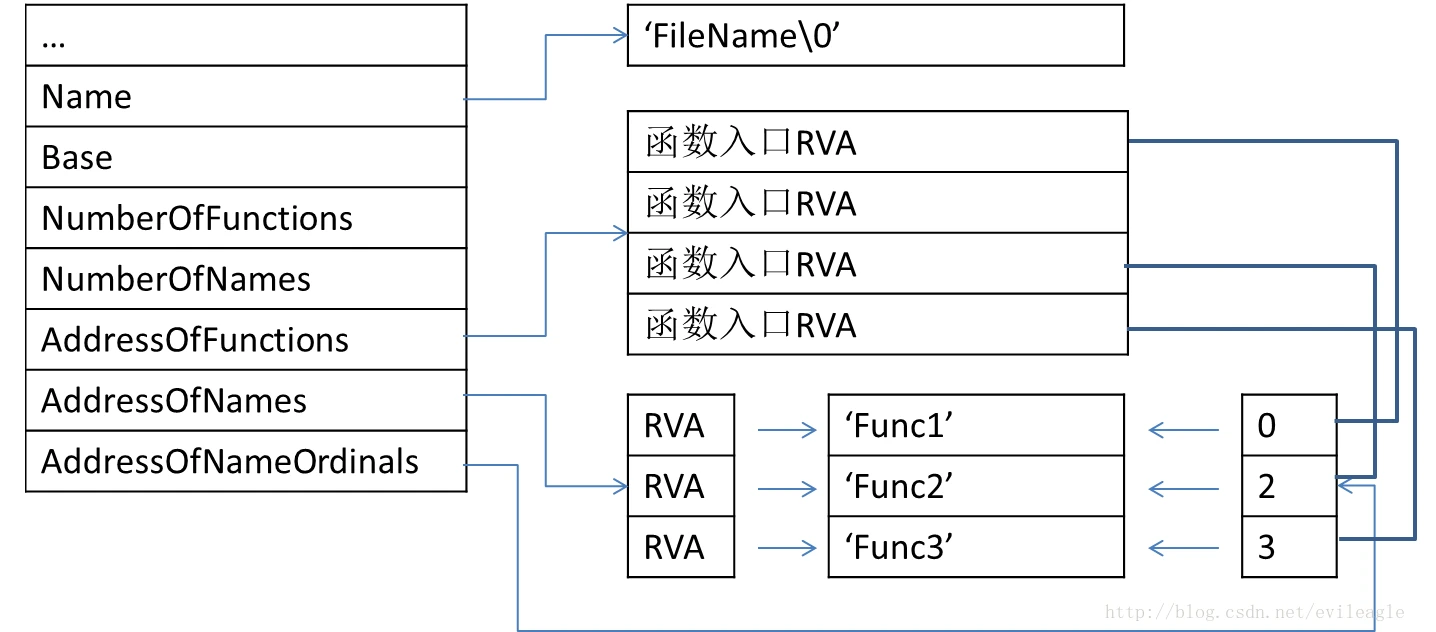 ...
Name
Base
NumberOfFunctions
NumberOfNames
AddressOfFunctions
AddressOfNames
AddressOfNameOrdinals
‘FileName\0’
函数入口RVA
函数入口RVA
函数入口RVA
函数入口RVA
RVA ‘Func1’ 0
RVA ‘Func2’ 2
RVA ‘Func3’ 3
http://blog.csdn.net/evileagle